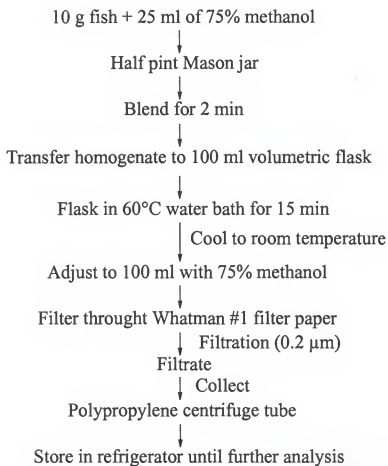 10 g fish + 25 ml of 75% methanol
Half pint Mason jar
Blend for 2 min
Transfer homogenate to 100 ml volumetric flask
Flask in 60°C water bath for 15 min
Cool to room temperature
Adjust to 100 ml with 75% methanol
Filter throught Whatman #1 filter paper
Filtration (0.2 μm)
Filtrate
Collect
Polypropylene centrifuge tube
Store in refrigerator until further analysis